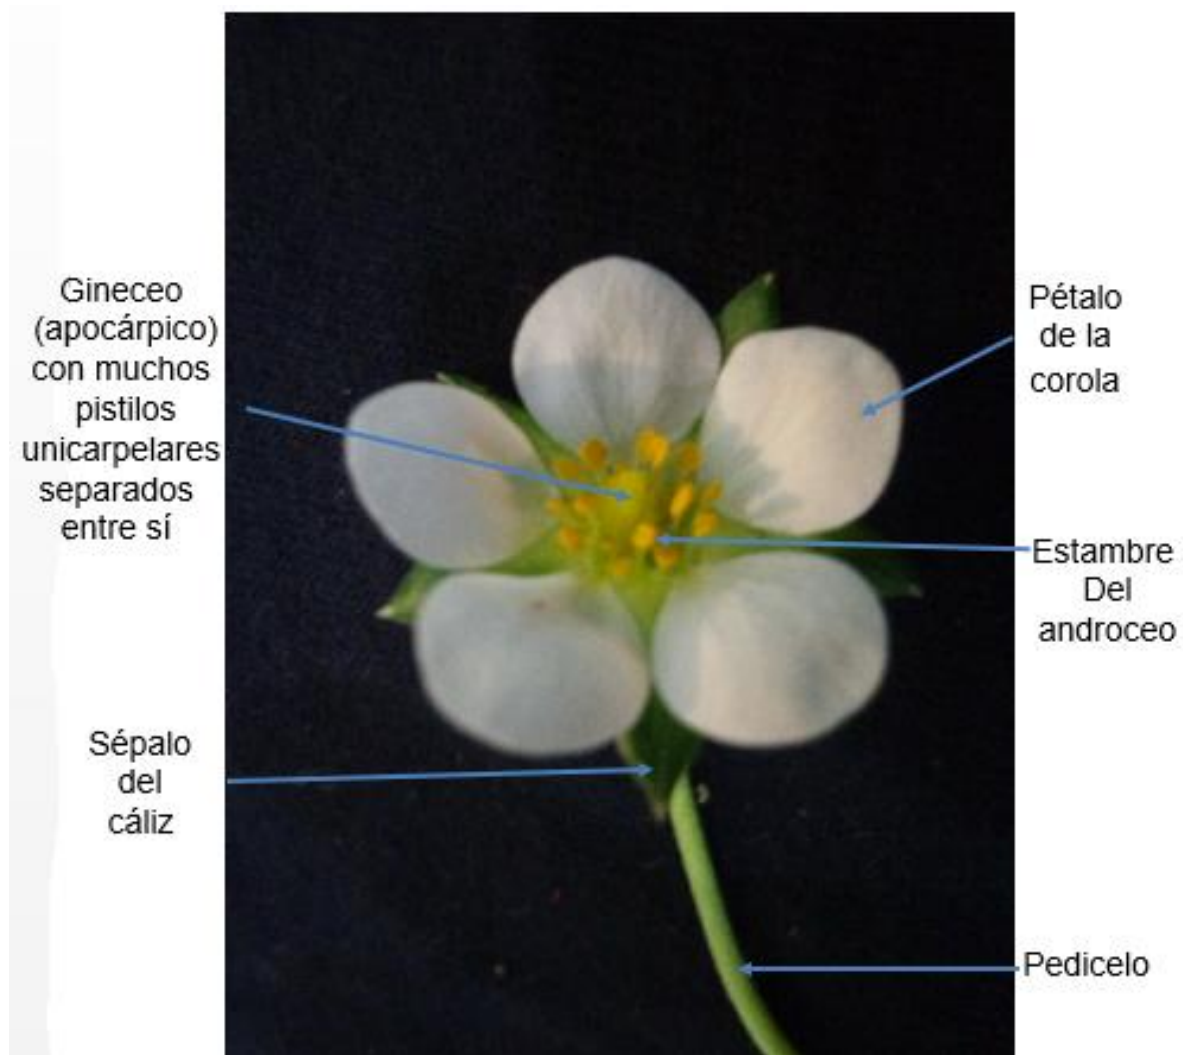 Gineceo
(apocárpico)
con muchos
pistilos
unicarpelares
separados
entre sí
Sépalo
del
cáliz
Pétalo
de la
corola
Estambre
Del
androceo
Pedicelo